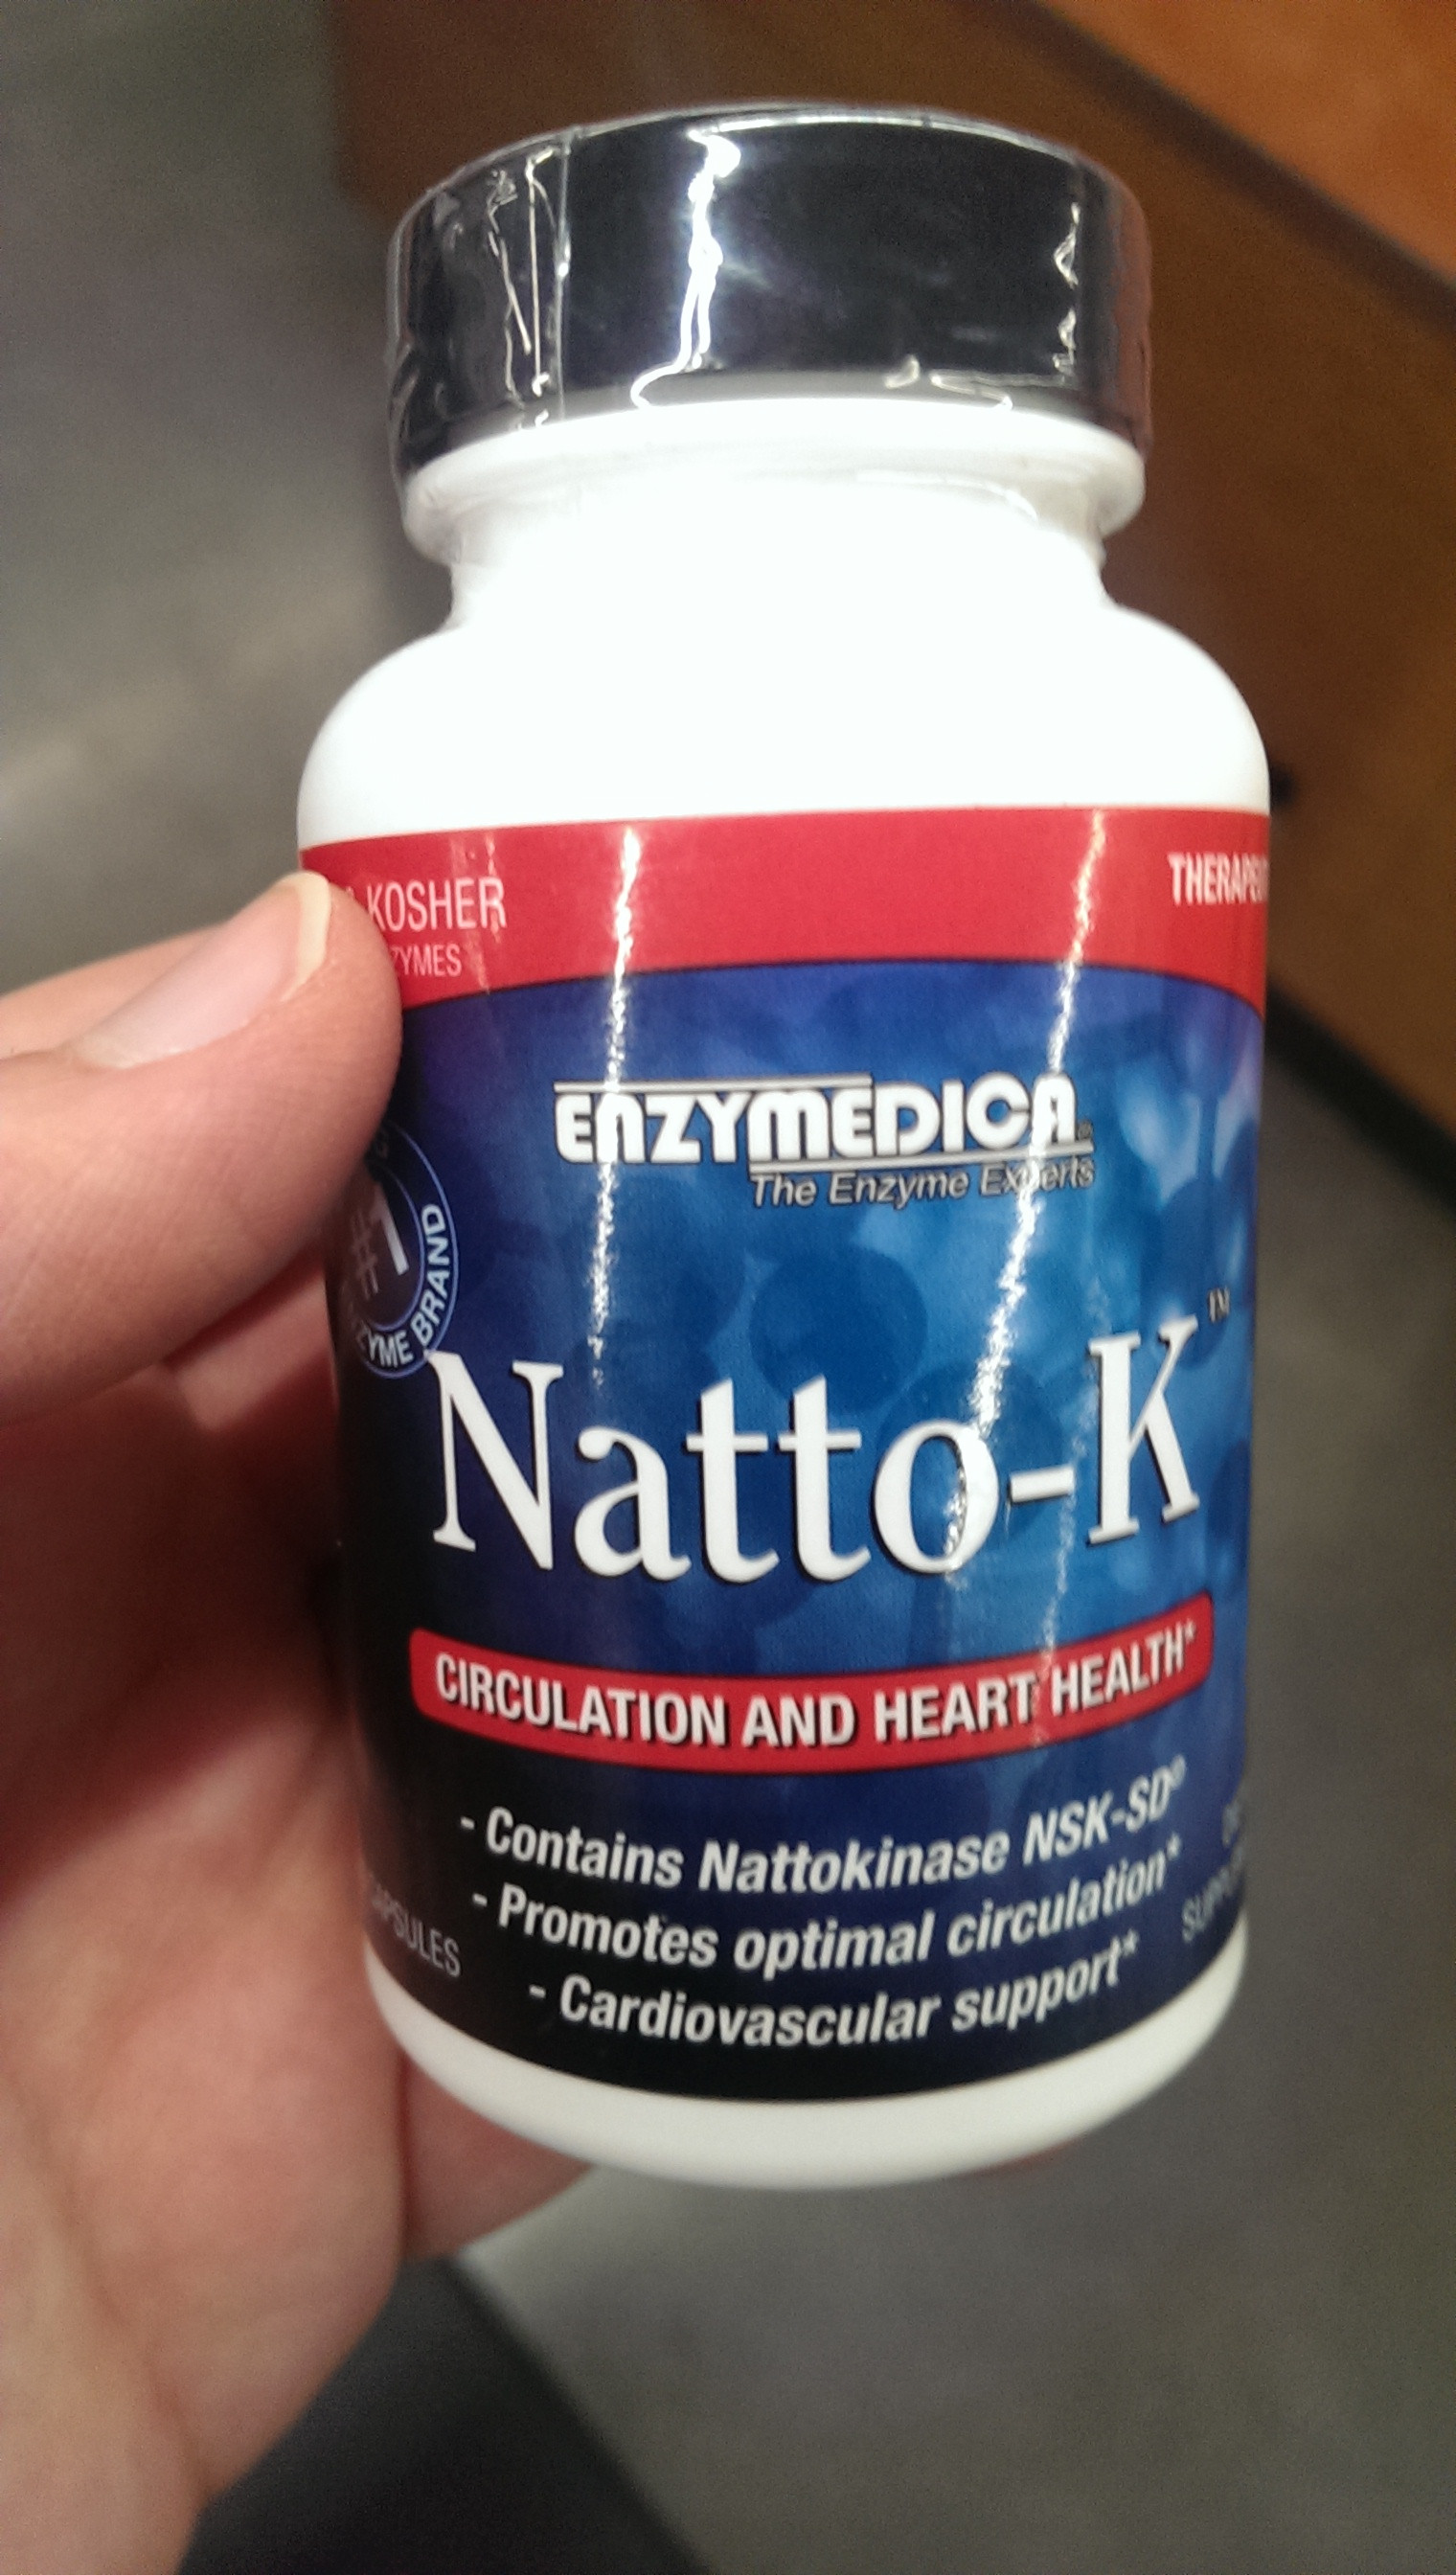 KOSHER
ENZYMEDICA®
The Enzyme Experts
#1
BRAND
Natto-K™
CIRCULATION AND HEART HEALTH*
- Contains Nattokinase NSK-SD®
- Promotes optimal circulation*
- Cardiovascular support*